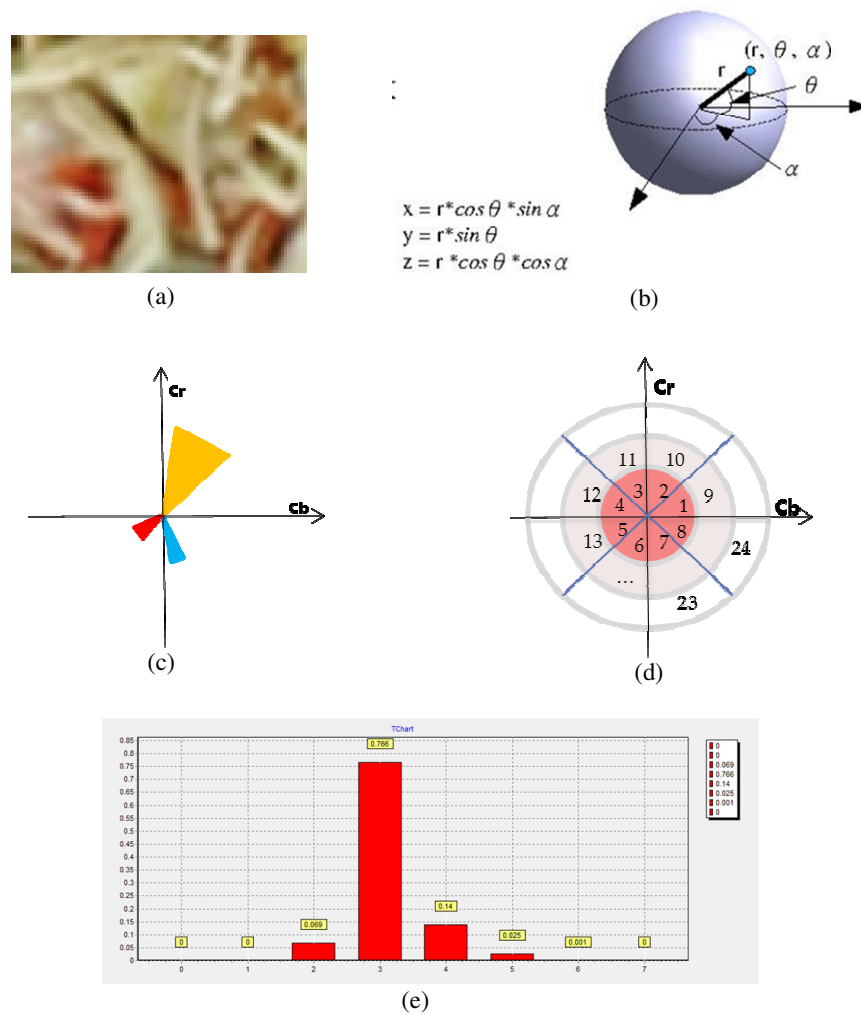 (r, θ, α)
r
θ
α
x = r*cos θ *sin α
y = r*sin θ
z = r *cos θ *cos α
(a)
(b)
Cr
Cb
(c)
Cr
11 10
12 3 2 9
4 1
Cb
5 8
13 6 7 24
...
23
(d)
TChart
0.85
0.8
0.75
0.7
0.65
0.6
0.55
0.5
0.45
0.4
0.35
0.3
0.25
0.2
0.15
0.1
0.05
0
0 0 0.069 0.766 0.14 0.025 0.001 0
0 1 2 3 4 5 6 7
0
0
0.069
0.766
0.14
0.025
0.001
0
(e)